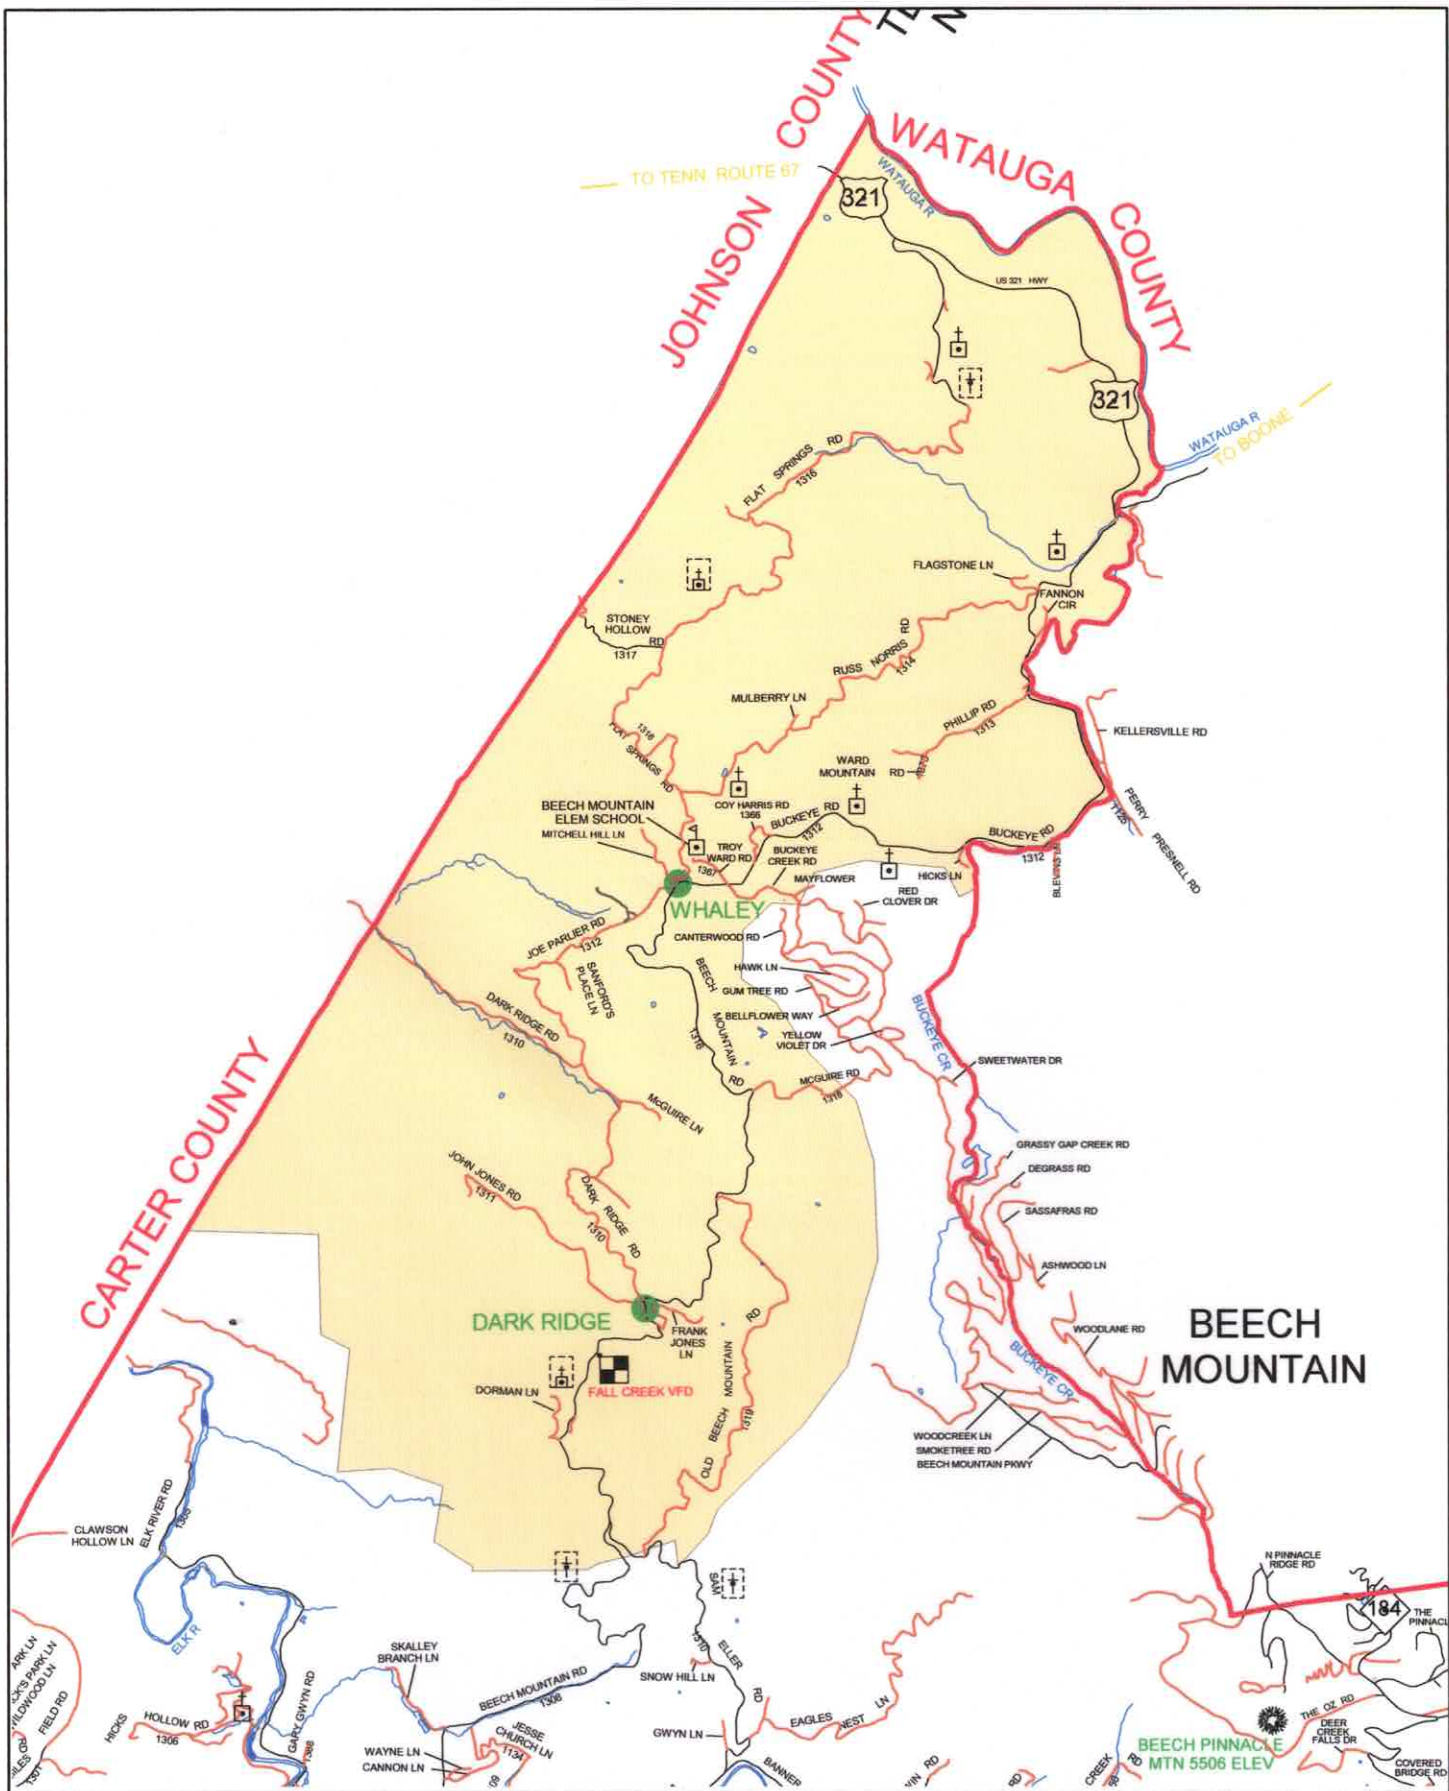 COUNTY
WATAUGA
COUNTY
JOHNSON
TO TENN. ROUTE 67
321
WATAUGA R
US 321 HWY
321
WATAUGA R
TO BOONE
FLAT SPRINGS RD
1316
FLAGSTONE LN
FANNON
CIR
STONEY
HOLLOW
RD
1317
RUSS NORRIS RD
1314
MULBERRY LN
PHILLIP RD
1313
KELLERSVILLE RD
1316
SPRINGS RD
WARD
MOUNTAIN RD
BEECH MOUNTAIN
ELEM SCHOOL
COY HARRIS RD
1366
BUCKEYE RD
1312
PERRY PRESNELL RD
MITCHELL HILL LN
TROY
WARD RD
1367
BUCKEYE
CREEK RD
BUCKEYE RD
1312
BLEVINS LN
MAYFLOWER
HICKS LN
WHALEY
RED
CLOVER DR
JOE PARLIER RD
1312
CANTERWOOD RD
SANFORD'S
PLACE LN
HAWK LN
GUM TREE RD
BELLFLOWER WAY
YELLOW
VIOLET DR
BEECH MOUNTAIN RD
1316
DARK RIDGE RD
1310
BUCKEYE CR
SWEETWATER DR
MCGUIRE RD
1318
McGUIRE LN
GRASSY GAP CREEK RD
DEGRASS RD
JOHN JONES RD
1311
DARK RIDGE RD
1310
SASSAFRAS RD
CARTER COUNTY
ASHWOOD LN
DARK RIDGE
FRANK
JONES
LN
WOODLANE RD
BEECH
MOUNTAIN
BUCKEYE CR
DORMAN LN
FALL CREEK VFD
OLD BEECH MOUNTAIN RD
1319
WOODCREEK LN
SMOKETREE RD
BEECH MOUNTAIN PKWY
ELK RIVER RD
1305
CLAWSON
HOLLOW LN
N PINNACLE
RIDGE RD
184
THE
ELK R
SAM ELLER RD
1310
SKALLEY
BRANCH LN
SNOW HILL LN
BEECH MOUNTAIN RD
1308
WILDWOOD LN
FIELD RD
HICKS HOLLOW RD
1306
GARY GWYN RD
JESSE
CHURCH LN
1134
GWYN LN
EAGLES NEST LN
THE OZ RD
DEER
CREEK
FALLS DR
WAYNE LN
CANNON LN
BANNER
CREEK RD
BEECH PINNACLE
MTN 5506 ELEV
COVERED
BRIDGE RD